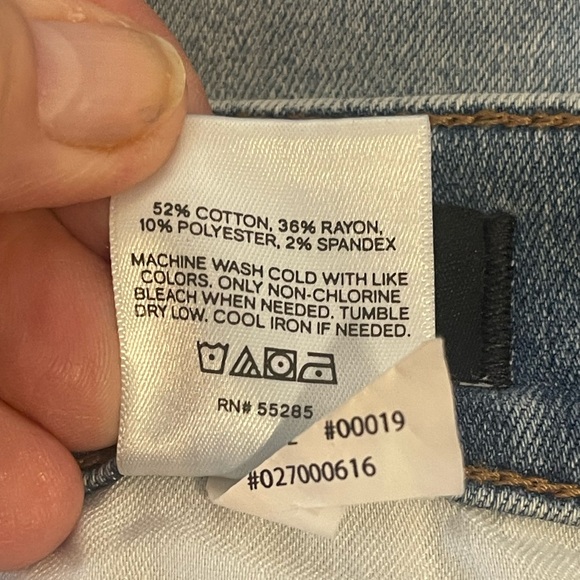 52% COTTON, 36% RAYON,
10% POLYESTER, 2% SPANDEX
MACHINE WASH COLD WITH LIKE
COLORS. ONLY NON-CHLORINE
BLEACH WHEN NEEDED. TUMBLE
DRY LOW. COOL IRON IF NEEDED.
RN# 55285
#00019
#027000616